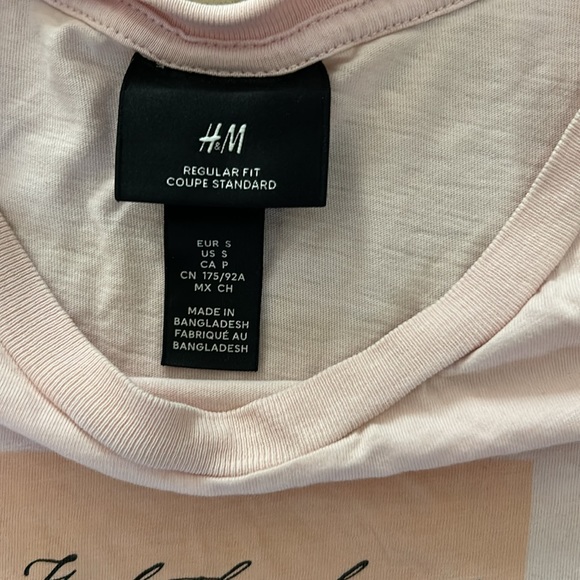 H&M
REGULAR FIT
COUPE STANDARD
EUR S
US S
CA P
CN 175/92A
MX CH
MADE IN
BANGLADESH
FABRIQUÉ AU
BANGLADESH